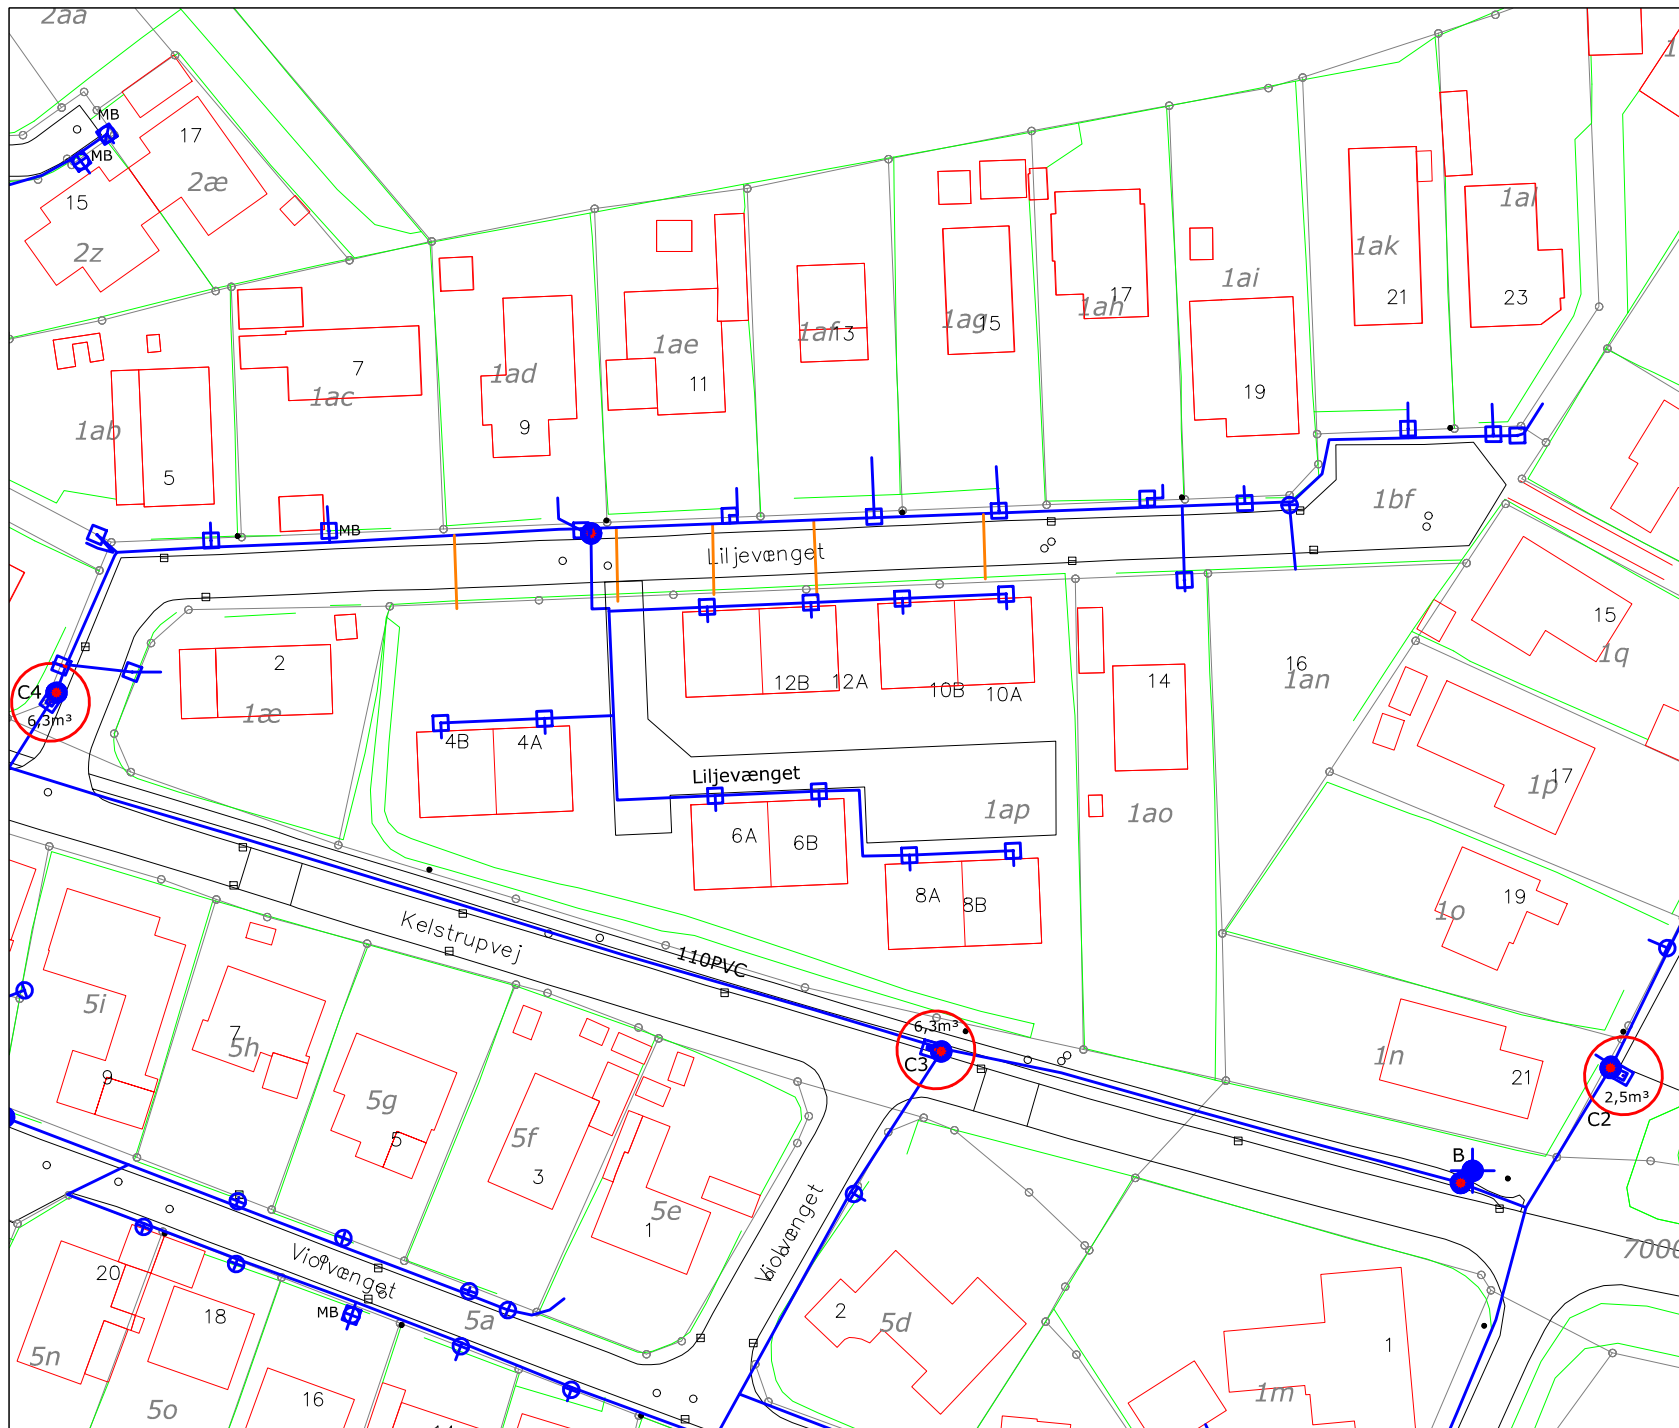 2aa
MB
17
MB
2æ
15
2z
1al
1ak
1ai
21
23
17
1ah
1ae
1af
13
1ag
15
7
1ac
1ad
11
19
9
1ab
5
MB
1bf
Liljevænget
15
1q
2
16
1an
14
12B
12A
10B
10A
C4
6,3m³
1æ
4B
4A
Liljevænget
17
1p
1ap
1ao
6A
6B
8A
8B
19
1o
Kelstrupvej
110PVC
5i
7
5h
9
5g
5
5f
3
5e
1
6,3m³
C3
1n
21
2,5m³
C2
B
Violvænget
Violvænget
7000
20
18
MB
5a
2
5d
1
5n
16
5o
1m